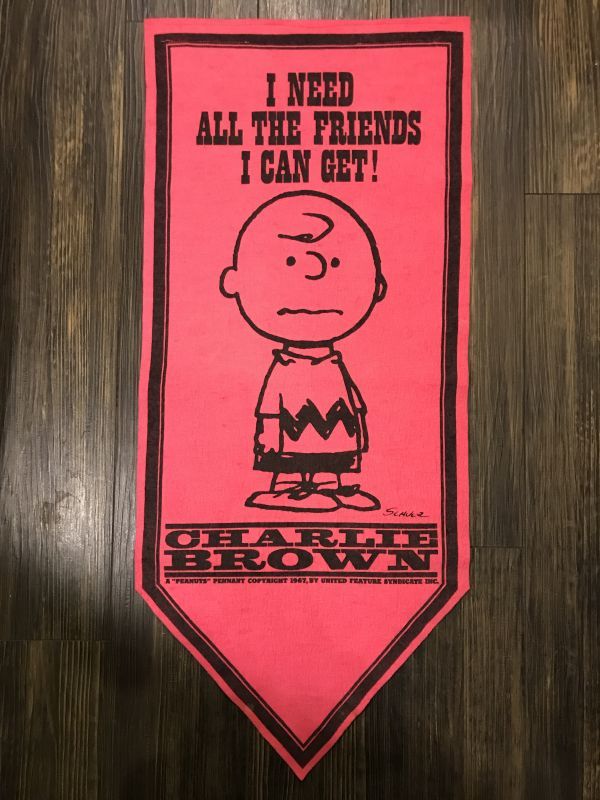 I NEED
ALL THE FRIENDS
I CAN GET!
SCHULZ
CHARLIE
BROWN
A "PEANUTS" PENNANT COPYRIGHT 1967, BY UNITED FEATURE SYNDICATE INC.